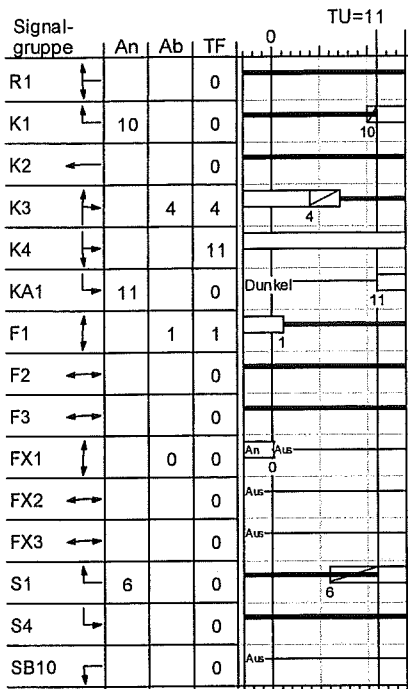 TU=11
Signal-
gruppe An Ab TF 0
R1 0
K1 10 0 10
K2 0
K3 4 4 4
K4 11
KA1 11 0 Dunkel 11
F1 1 1 1
F2 0
F3 0
FX1 0 0 An Aus 0
FX2 0 Aus
FX3 0 Aus
S1 6 0 6
S4 0
SB10 0 Aus